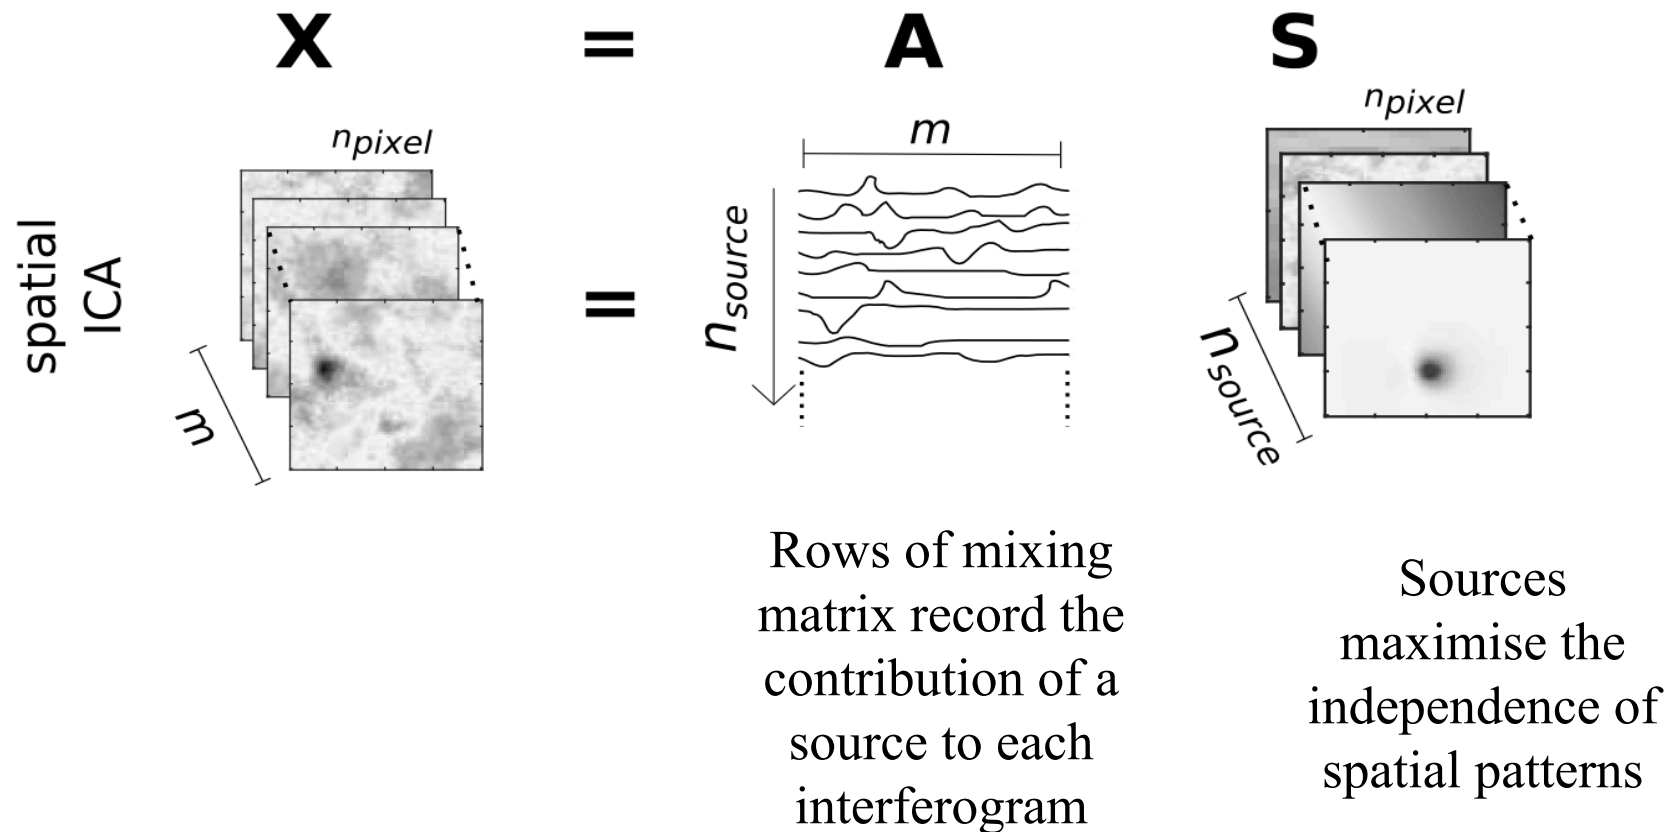 X = A S
n_pixel
m
n_pixel
spatial
ICA
=
n_source
m
n_source
Rows of mixing
matrix record the
contribution of a
source to each
interferogram
Sources
maximise the
independence of
spatial patterns